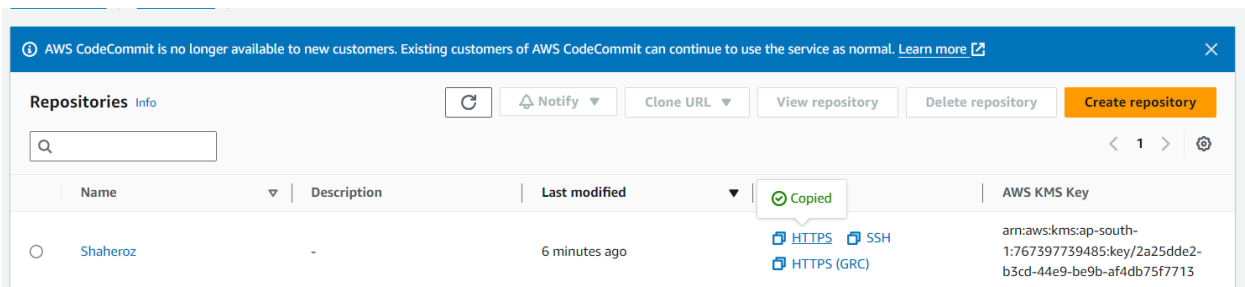 AWS CodeCommit is no longer available to new customers. Existing customers of AWS CodeCommit can continue to use the service as normal. Learn more
Repositories Info
Notify
Clone URL
View repository
Delete repository
Create repository
1
Name
Description
Last modified
Copied
AWS KMS Key
Shaheroz
-
6 minutes ago
HTTPS SSH
HTTPS (GRC)
arn:aws:kms:ap-south-
1:767397739485:key/2a25dde2-
b3cd-44e9-be9b-af4db75f7713